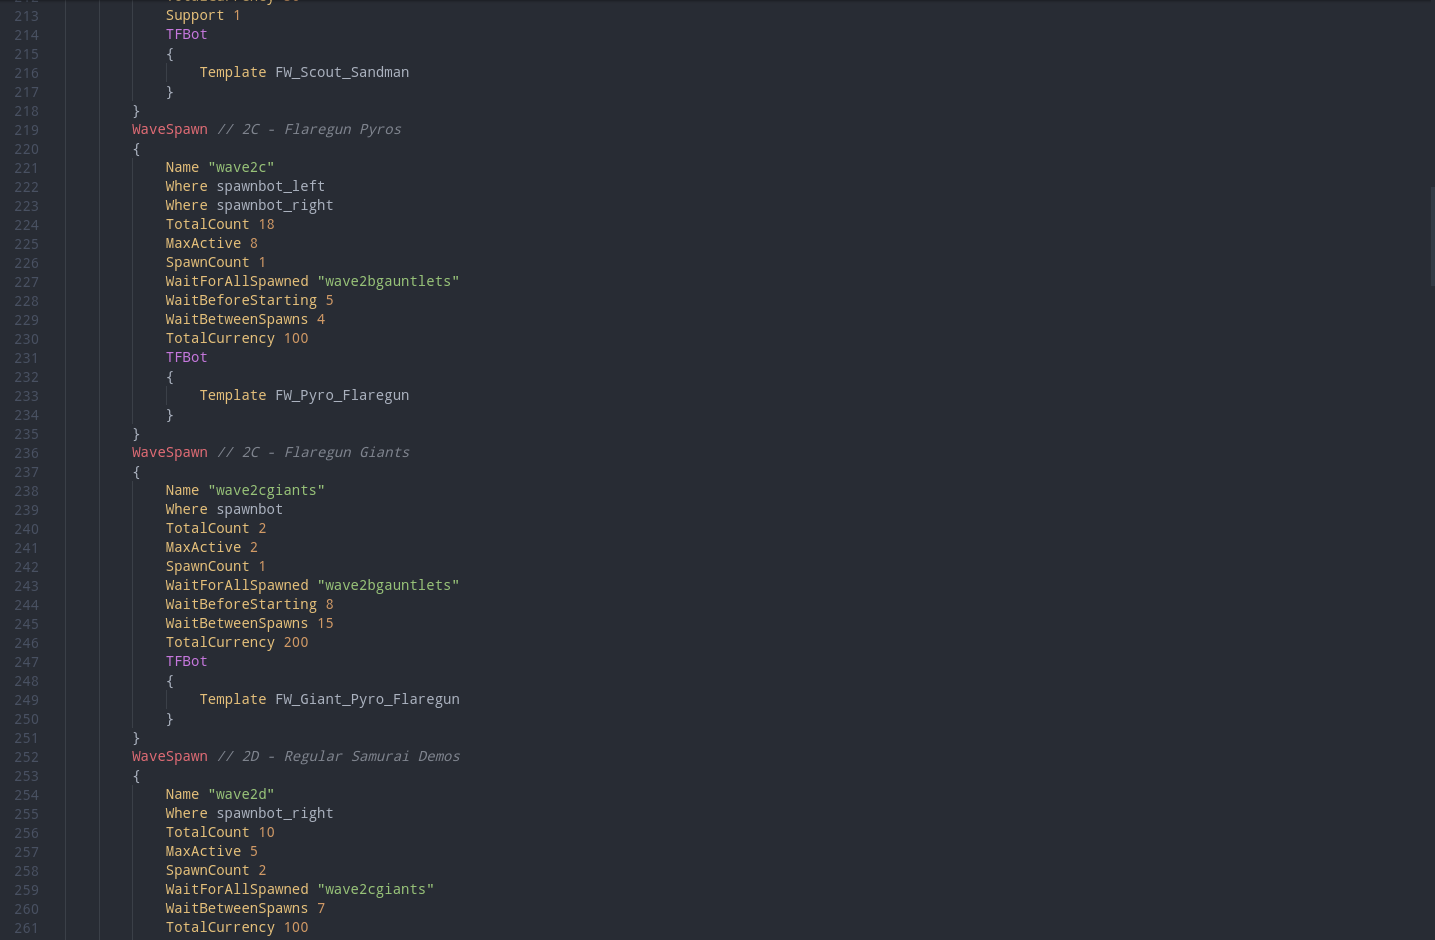 213 Support 1
214 TFBot
215 {
216 Template FW_Scout_Sandman
217 }
218 }
219 WaveSpawn // 2C - Flaregun Pyros
220 {
221 Name "wave2c"
222 Where spawnbot_left
223 Where spawnbot_right
224 TotalCount 18
225 MaxActive 8
226 SpawnCount 1
227 WaitForAllSpawned "wave2bgauntlets"
228 WaitBeforeStarting 5
229 WaitBetweenSpawns 4
230 TotalCurrency 100
231 TFBot
232 {
233 Template FW_Pyro_Flaregun
234 }
235 }
236 WaveSpawn // 2C - Flaregun Giants
237 {
238 Name "wave2cgiants"
239 Where spawnbot
240 TotalCount 2
241 MaxActive 2
242 SpawnCount 1
243 WaitForAllSpawned "wave2bgauntlets"
244 WaitBeforeStarting 8
245 WaitBetweenSpawns 15
246 TotalCurrency 200
247 TFBot
248 {
249 Template FW_Giant_Pyro_Flaregun
250 }
251 }
252 WaveSpawn // 2D - Regular Samurai Demos
253 {
254 Name "wave2d"
255 Where spawnbot_right
256 TotalCount 10
257 MaxActive 5
258 SpawnCount 2
259 WaitForAllSpawned "wave2cgiants"
260 WaitBetweenSpawns 7
261 TotalCurrency 100